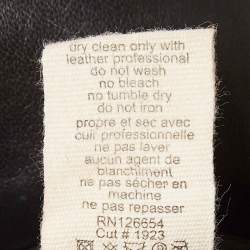 dry clean only with
leather professional
do not wash
no bleach
no tumble dry
do not iron
propre et sec avec
cuir professionnelle
ne pas laver
aucun agent de
blanchiment
ne pas sécher en
machine
ne pas repasser
RN126654
Cut # 1923